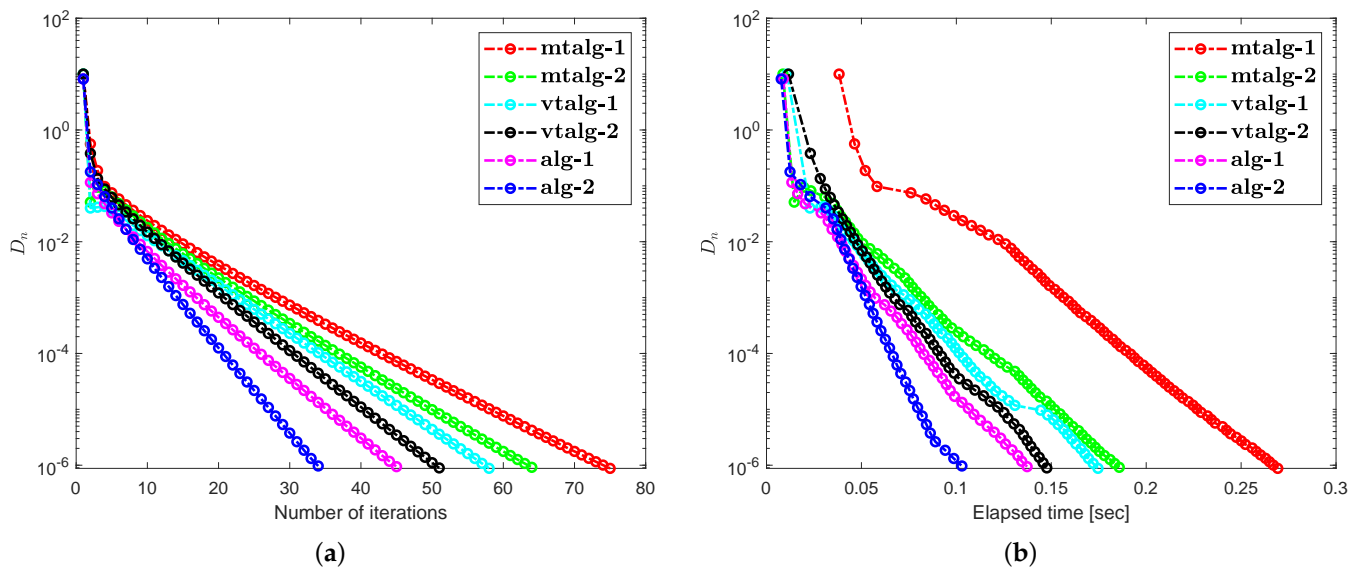 10^2
10^0
10^-2
10^-4
10^-6
D_n
0 10 20 30 40 50 60 70 80
Number of iterations
mtalg-1
mtalg-2
vtalg-1
vtalg-2
alg-1
alg-2
(a)
10^2
10^0
10^-2
10^-4
10^-6
D_n
0 0.05 0.1 0.15 0.2 0.25 0.3
Elapsed time [sec]
mtalg-1
mtalg-2
vtalg-1
vtalg-2
alg-1
alg-2
(b)